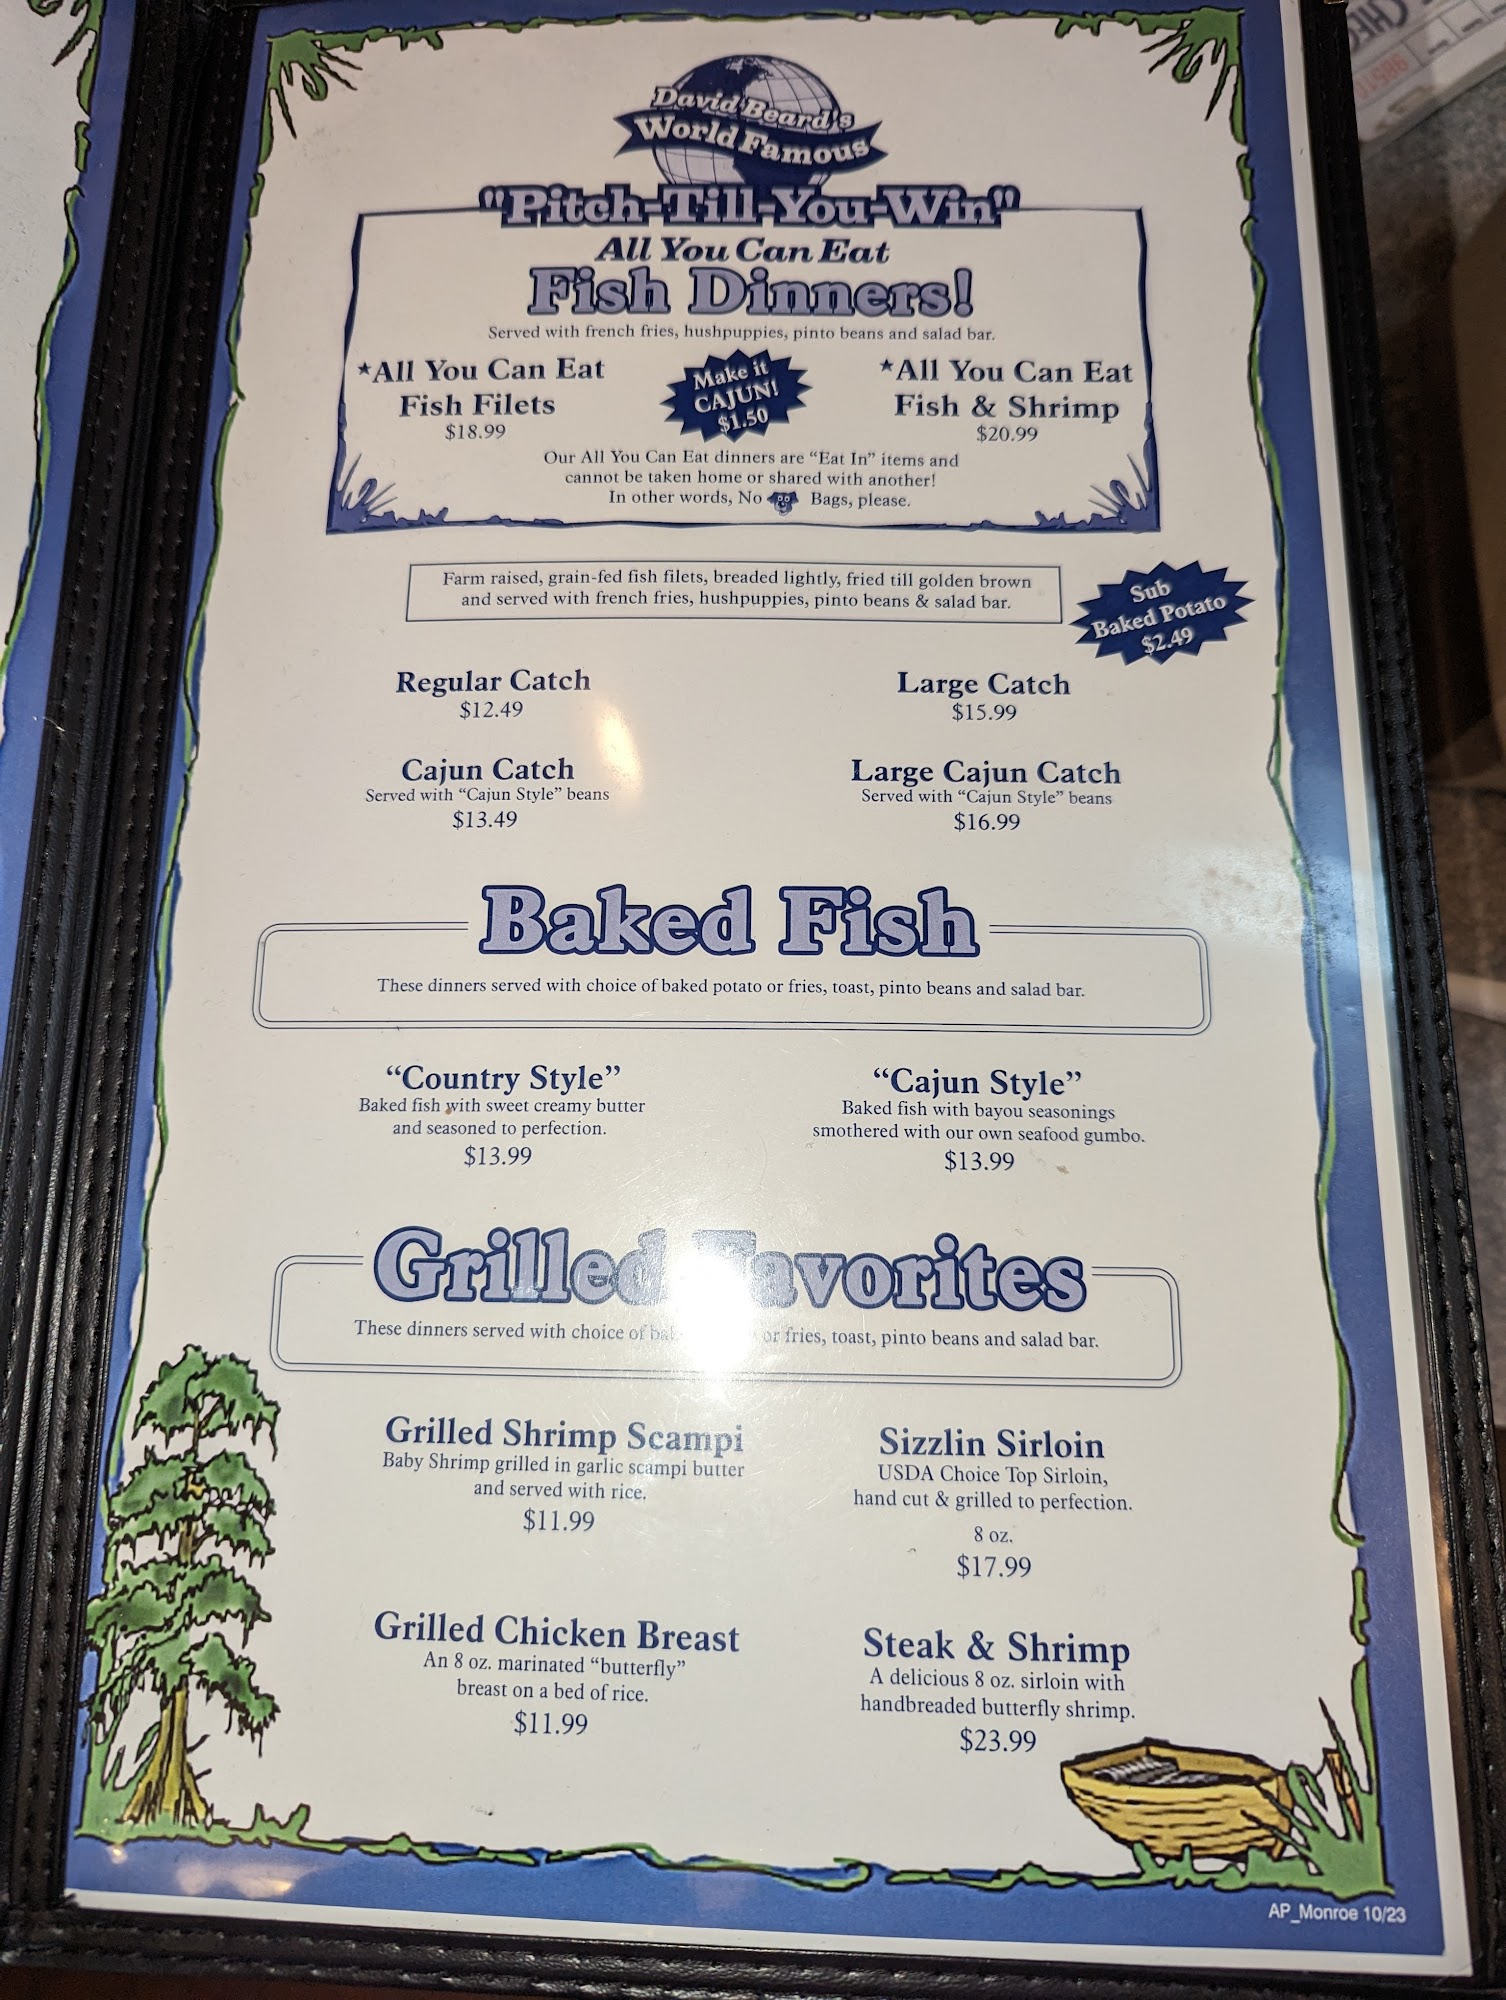 David Beard's
World Famous
"Pitch-Till-You-Win"
All You Can Eat
Fish Dinners!
Served with french fries, hushpuppies, pinto beans and salad bar.
*All You Can Eat
Fish Filets
$18.99
Make it
CAJUN!
$1.50
*All You Can Eat
Fish & Shrimp
$20.99
Our All You Can Eat dinners are “Eat In” items and
cannot be taken home or shared with another!
In other words, No Bags, please.
Farm raised, grain-fed fish filets, breaded lightly, fried till golden brown
and served with french fries, hushpuppies, pinto beans & salad bar.
Sub
Baked Potato
$2.49
Regular Catch
$12.49
Large Catch
$15.99
Cajun Catch
Served with “Cajun Style” beans
$13.49
Large Cajun Catch
Served with “Cajun Style” beans
$16.99
Baked Fish
These dinners served with choice of baked potato or fries, toast, pinto beans and salad bar.
“Country Style”
Baked fish with sweet creamy butter
and seasoned to perfection.
$13.99
“Cajun Style”
Baked fish with bayou seasonings
smothered with our own seafood gumbo.
$13.99
Grilled Favorites
These dinners served with choice of or fries, toast, pinto beans and salad bar.
Grilled Shrimp Scampi
Baby Shrimp grilled in garlic scampi butter
and served with rice.
$11.99
Sizzlin Sirloin
USDA Choice Top Sirloin,
hand cut & grilled to perfection.
8 oz.
$17.99
Grilled Chicken Breast
An 8 oz. marinated “butterfly”
breast on a bed of rice.
$11.99
Steak & Shrimp
A delicious 8 oz. sirloin with
handbreaded butterfly shrimp.
$23.99
AP_Monroe 10/23